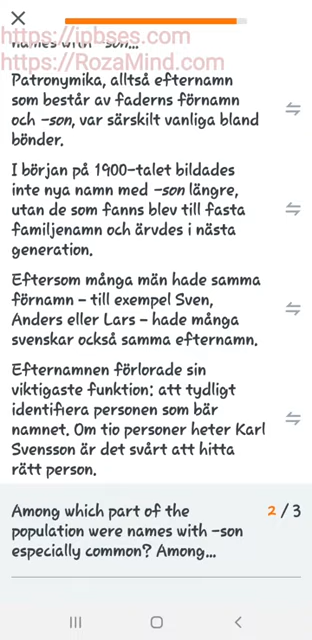 names with -son...
https://ipbses.com
https://RozaMind.com
Patronymika, alltså efternamn
som består av faderns förnamn
och -son, var särskilt vanliga bland
bönder.
I början på 1900-talet bildades
inte nya namn med -son längre,
utan de som fanns blev till fasta
familjenamn och ärvdes i nästa
generation.
Eftersom många män hade samma
förnamn – till exempel Sven,
Anders eller Lars – hade många
svenskar också samma efternamn.
Efternamnen förlorade sin
viktigaste funktion: att tydligt
identifiera personen som bär
namnet. Om tio personer heter Karl
Svensson är det svårt att hitta
rätt person.
Among which part of the 2 / 3
population were names with -son
especially common? Among...